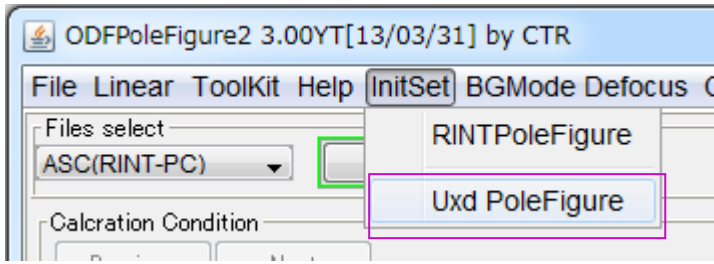 ODFPoleFigure2 3.00YT[13/03/31] by CTR
File Linear ToolKit Help InitSet BGMode Defocus
Files select
RINTPoleFigure
ASC(RINT-PC)
Uxd PoleFigure
Calcration Condition